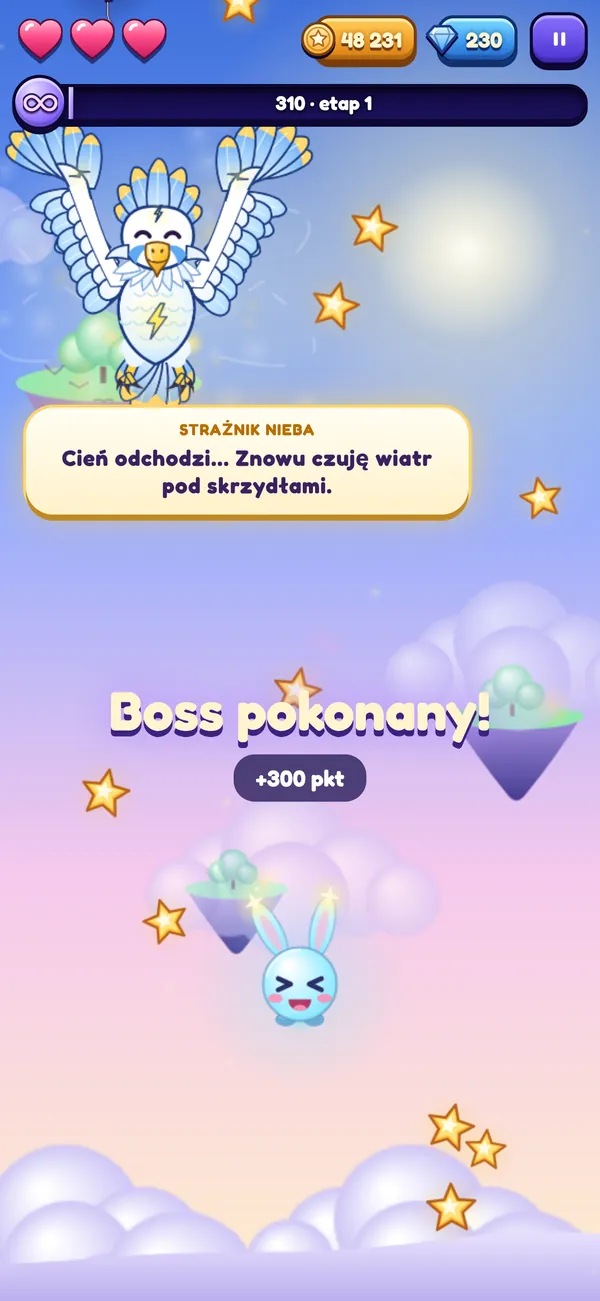 48 231
230
310 · etap 1
STRAŻNIK NIEBA
Cień odchodzi... Znowu czuję wiatr
pod skrzydłami.
Boss pokonany!
+300 pkt